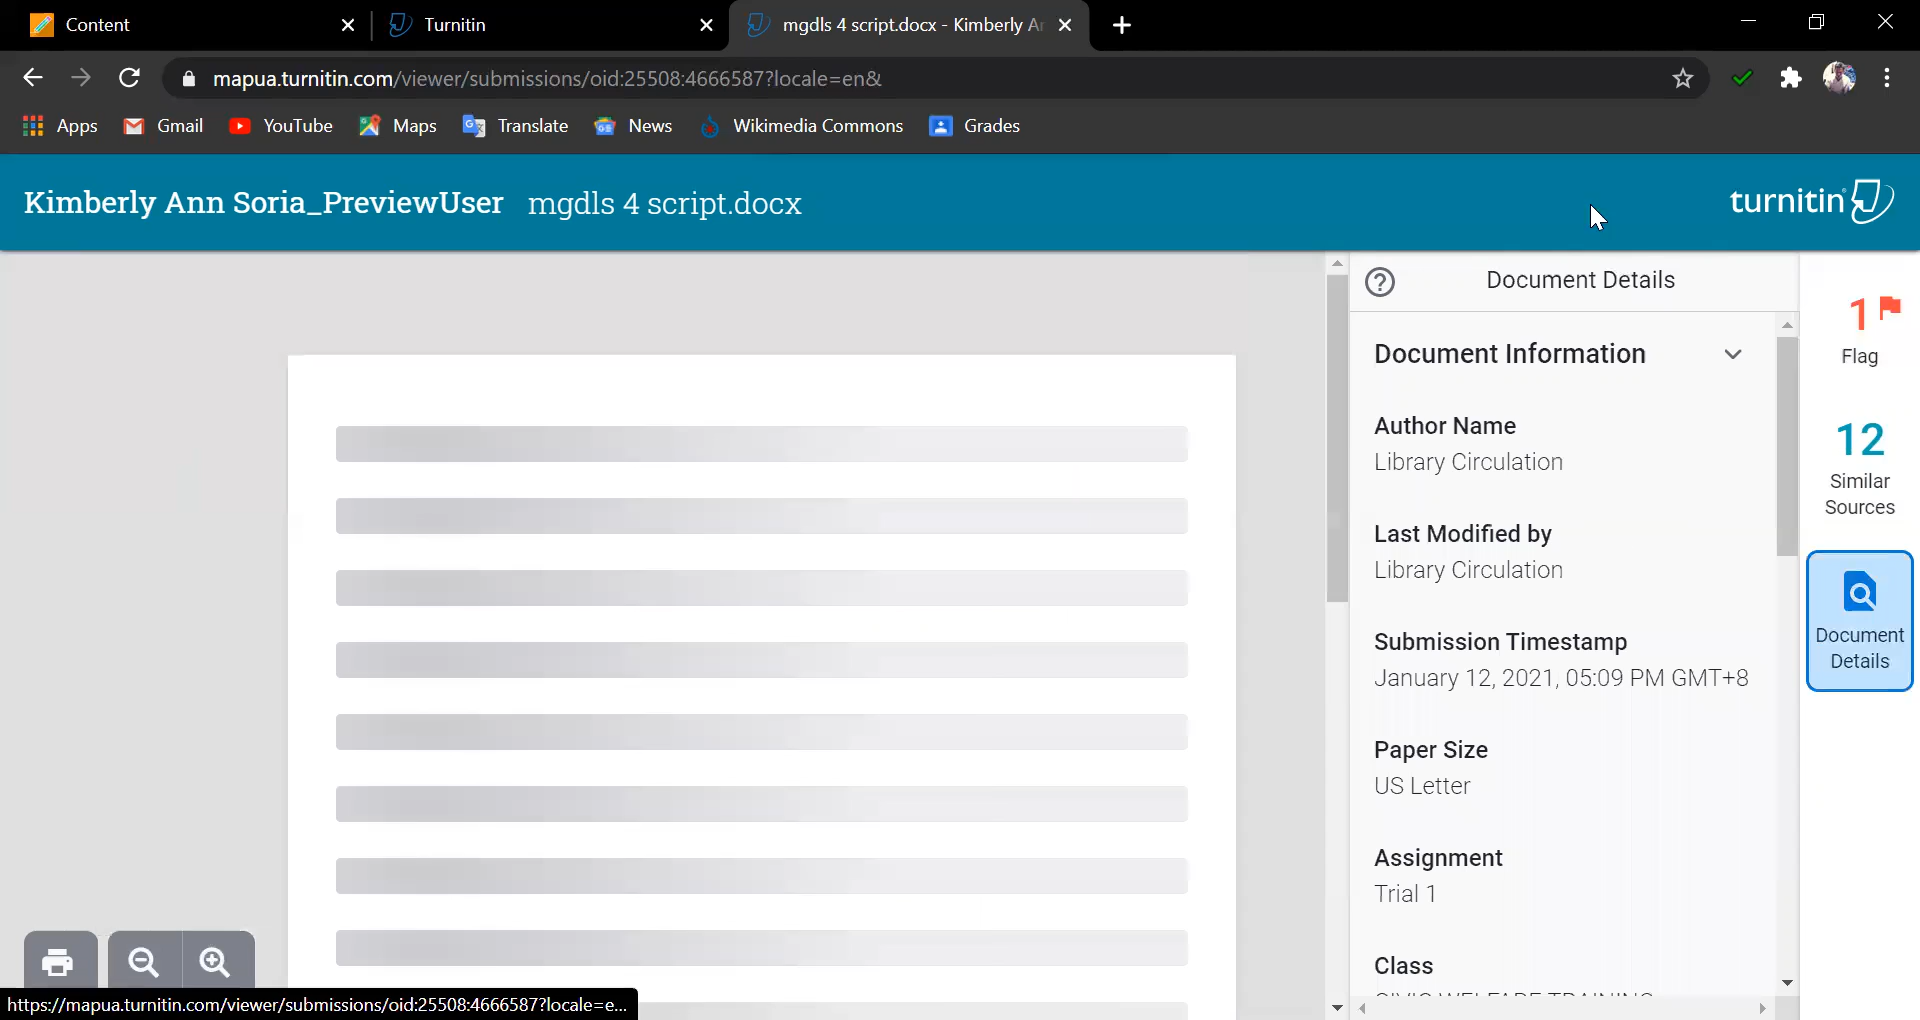 Content
Turnitin
mgdls 4 script.docx - Kimberly Ar
mapua.turnitin.com/viewer/submissions/oid:25508:4666587?locale=en&
Apps
Gmail
YouTube
Maps
Translate
News
Wikimedia Commons
Grades
Kimberly Ann Soria_PreviewUser mgdls 4 script.docx
turnitin
Document Details
Document Information
Author Name
Library Circulation
Last Modified by
Library Circulation
Submission Timestamp
January 12, 2021, 05:09 PM GMT+8
Paper Size
US Letter
Assignment
Trial 1
Class
CIVIC WELFARE TRAINING
1
Flag
12
Similar
Sources
Document
Details
https://mapua.turnitin.com/viewer/submissions/oid:25508:4666587?locale=e...